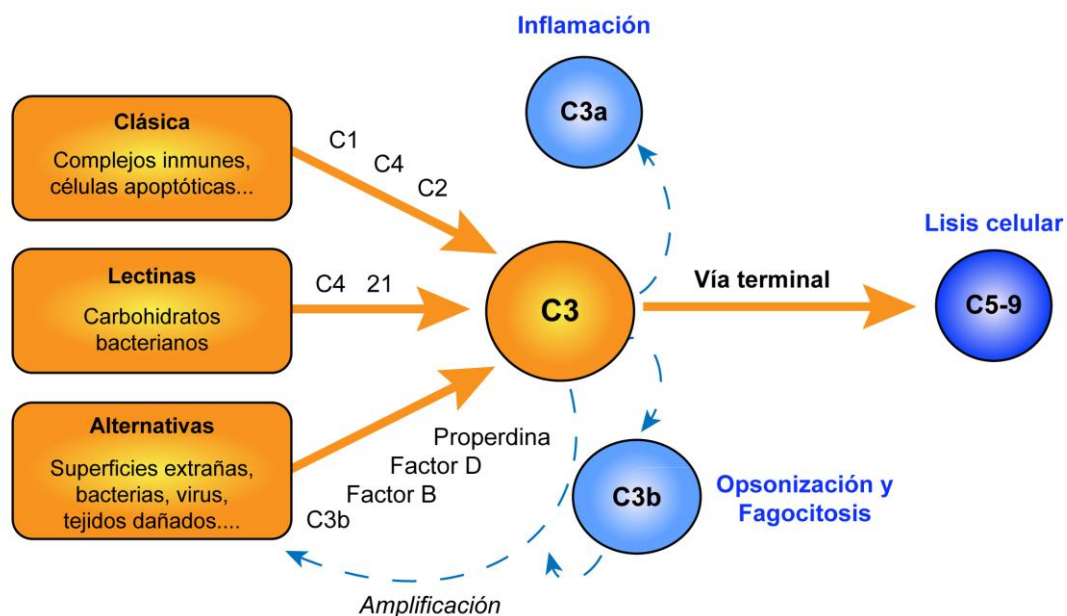 Inflamación
C3a
Clásica
Complejos inmunes,
células apoptóticas...
C1
C4
C2
Lisis celular
C5-9
Lectinas
Carbohidratos
bacterianos
C4 21
C3
Vía terminal
Alternativas
Superficies extrañas,
bacterias, virus,
tejidos dañados....
Properdina
Factor D
Factor B
C3b
C3b
Opsonización y
Fagocitosis
Amplificación